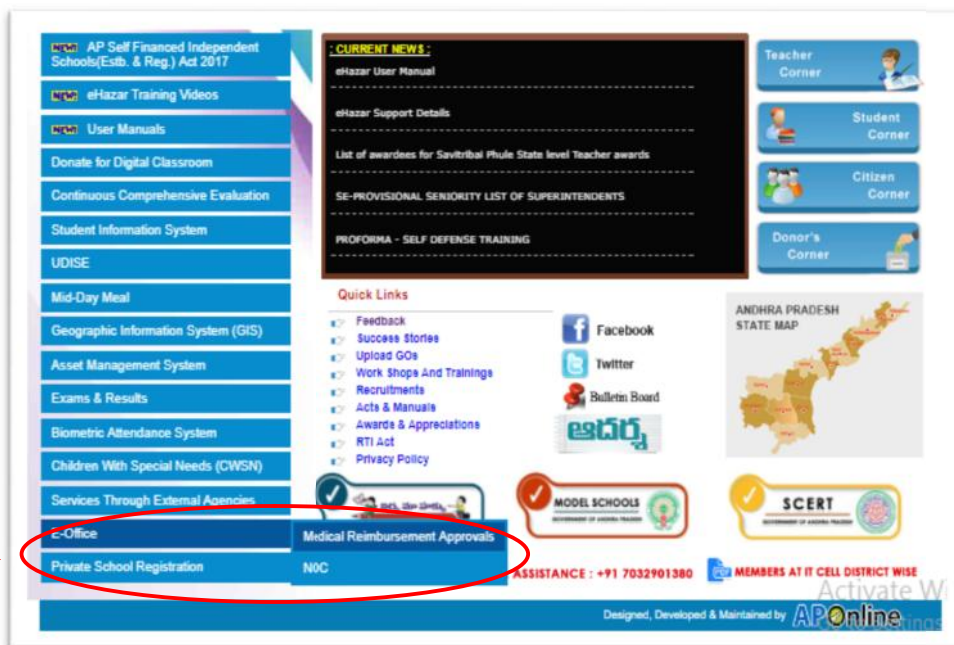 NEW! AP Self Financed Independent
Schools(Estb. & Reg.) Act 2017
NEW! eHazar Training Videos
NEW! User Manuals
Donate for Digital Classroom
Continuous Comprehensive Evaluation
Student Information System
UDISE
Mid-Day Meal
Geographic Information System (GIS)
Asset Management System
Exams & Results
Biometric Attendance System
Children With Special Needs (CWSN)
Services Through External Agencies
E-Office
Private School Registration
Medical Reimbursement Approvals
N0C
: CURRENT NEWS :
eHazar User Manual
eHazar Support Details
List of awardees for Savitribai Phule State level Teacher awards
SE-PROVISIONAL SENIORITY LIST OF SUPERINTENDENTS
PROFORMA - SELF DEFENSE TRAINING
Teacher
Corner
Student
Corner
Citizen
Corner
Donor's
Corner
Quick Links
Feedback
Success Stories
Upload GOs
Work Shops And Trainings
Recruitments
Acts & Manuals
Awards & Appreciations
RTI Act
Privacy Policy
Facebook
Twitter
Bulletin Board
ఆదర్శ
ANDHRA PRADESH
STATE MAP
MODEL SCHOOLS
GOVERNMENT OF ANDHRA PRADESH
SCERT
GOVERNMENT OF ANDHRA PRADESH
ASSISTANCE : +91 7032901380
PDF MEMBERS AT IT CELL DISTRICT WISE
Activate Wi
Designed, Developed & Maintained by APOnline